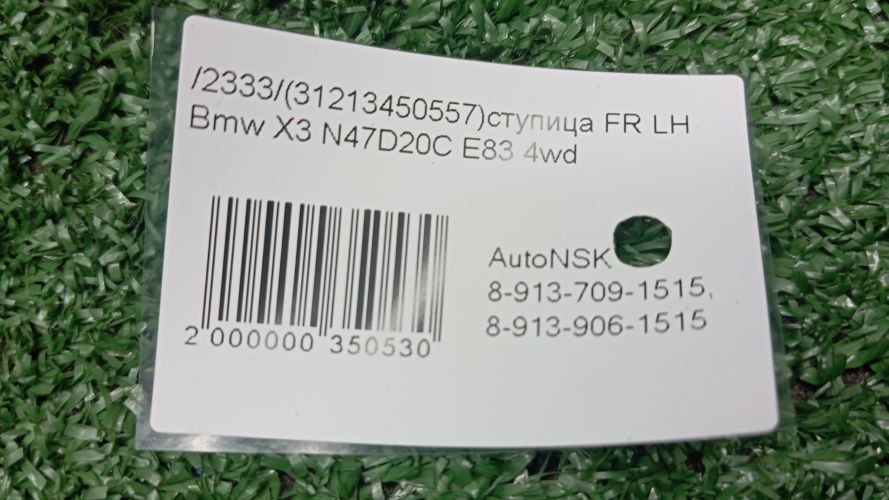 /2333/(31213450557)ступица FR LH
Bmw X3 N47D20C E83 4wd
AutoNSK
8-913-709-1515,
8-913-906-1515
2 000000 350530